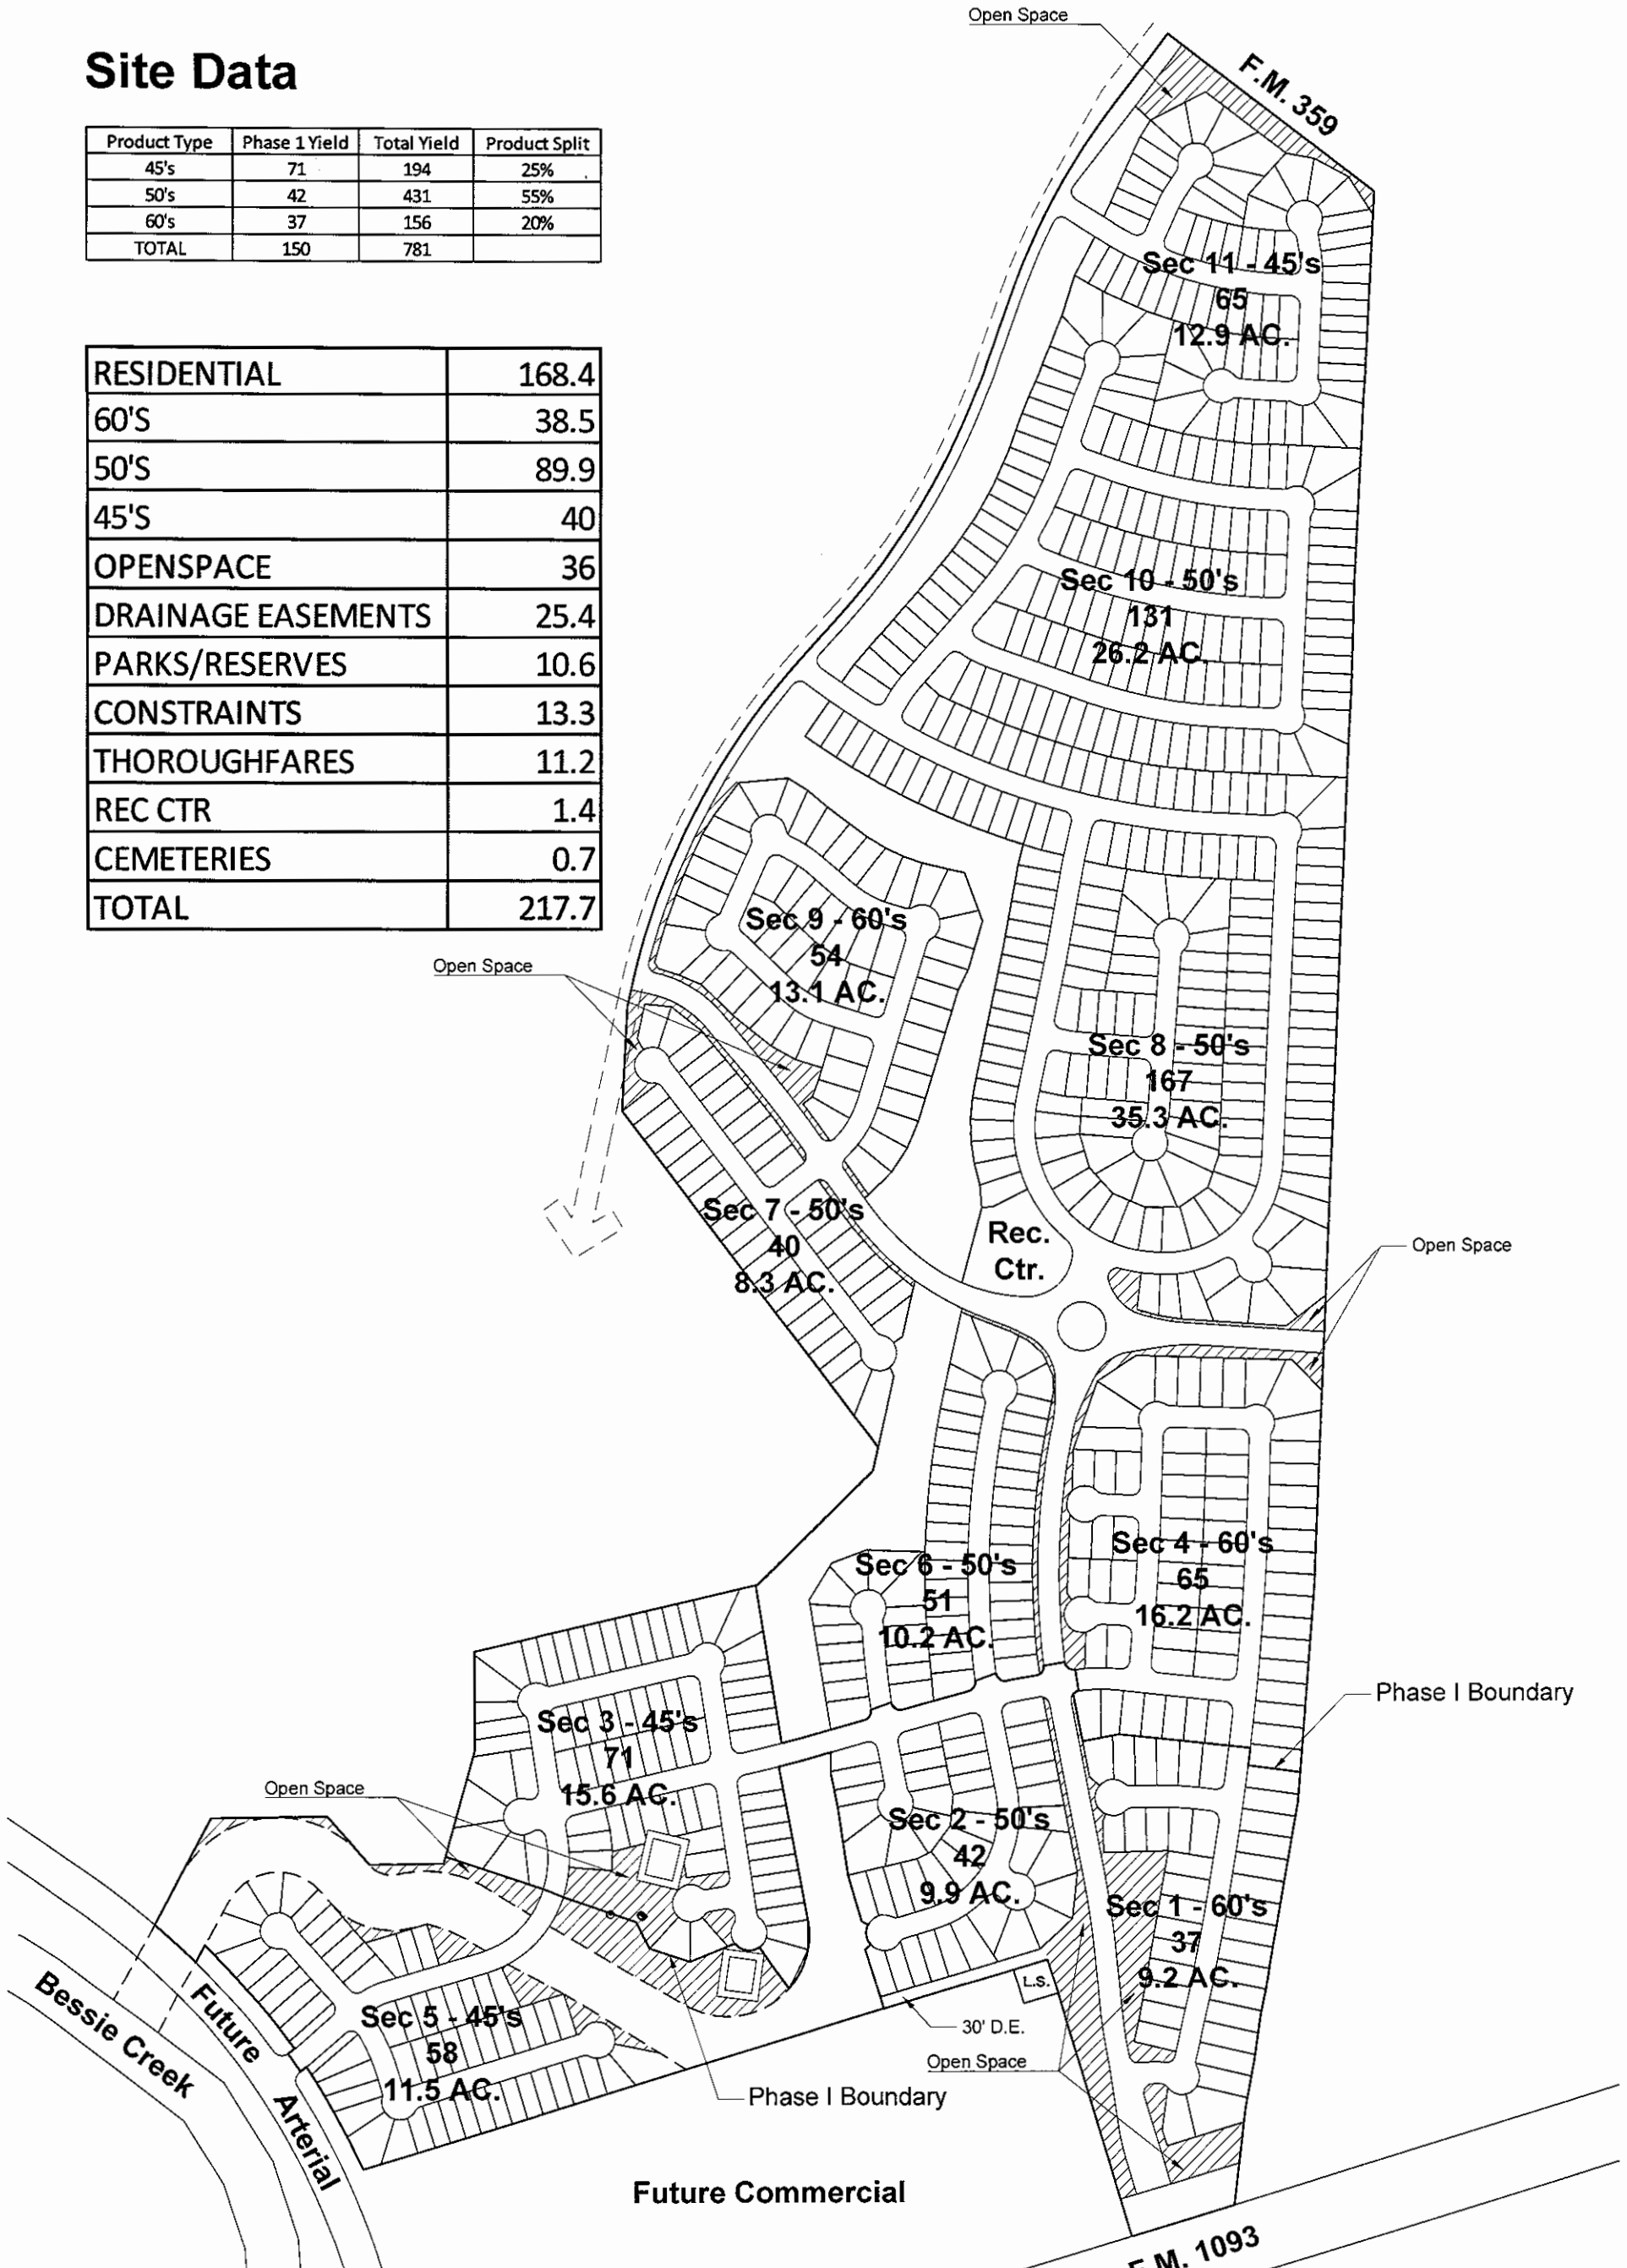 Open Space
F.M. 359
Site Data
Product Type Phase 1 Yield Total Yield Product Split
45's 71 194 25%
50's 42 431 55%
60's 37 156 20%
TOTAL 150 781
RESIDENTIAL 168.4
60'S 38.5
50'S 89.9
45'S 40
OPENSPACE 36
DRAINAGE EASEMENTS 25.4
PARKS/RESERVES 10.6
CONSTRAINTS 13.3
THOROUGHFARES 11.2
REC CTR 1.4
CEMETERIES 0.7
TOTAL 217.7
Sec 11 - 45's
65
12.9 AC.
Sec 10 - 50's
131
26.2 AC.
Sec 9 - 60's
54
13.1 AC.
Open Space
Sec 8 - 50's
167
35.3 AC.
Sec 7 - 50's
40
8.3 AC.
Rec.
Ctr.
Open Space
Sec 4 - 60's
65
16.2 AC.
Sec 6 - 50's
51
10.2 AC.
Phase I Boundary
Sec 3 - 45's
71
15.6 AC.
Open Space
Sec 2 - 50's
42
9.9 AC.
Sec 1 - 60's
37
9.2 AC.
L.S.
30' D.E.
Open Space
Sec 5 - 45's
58
11.5 AC.
Phase I Boundary
Bessie Creek
Future
Arterial
Future Commercial
F.M. 1093